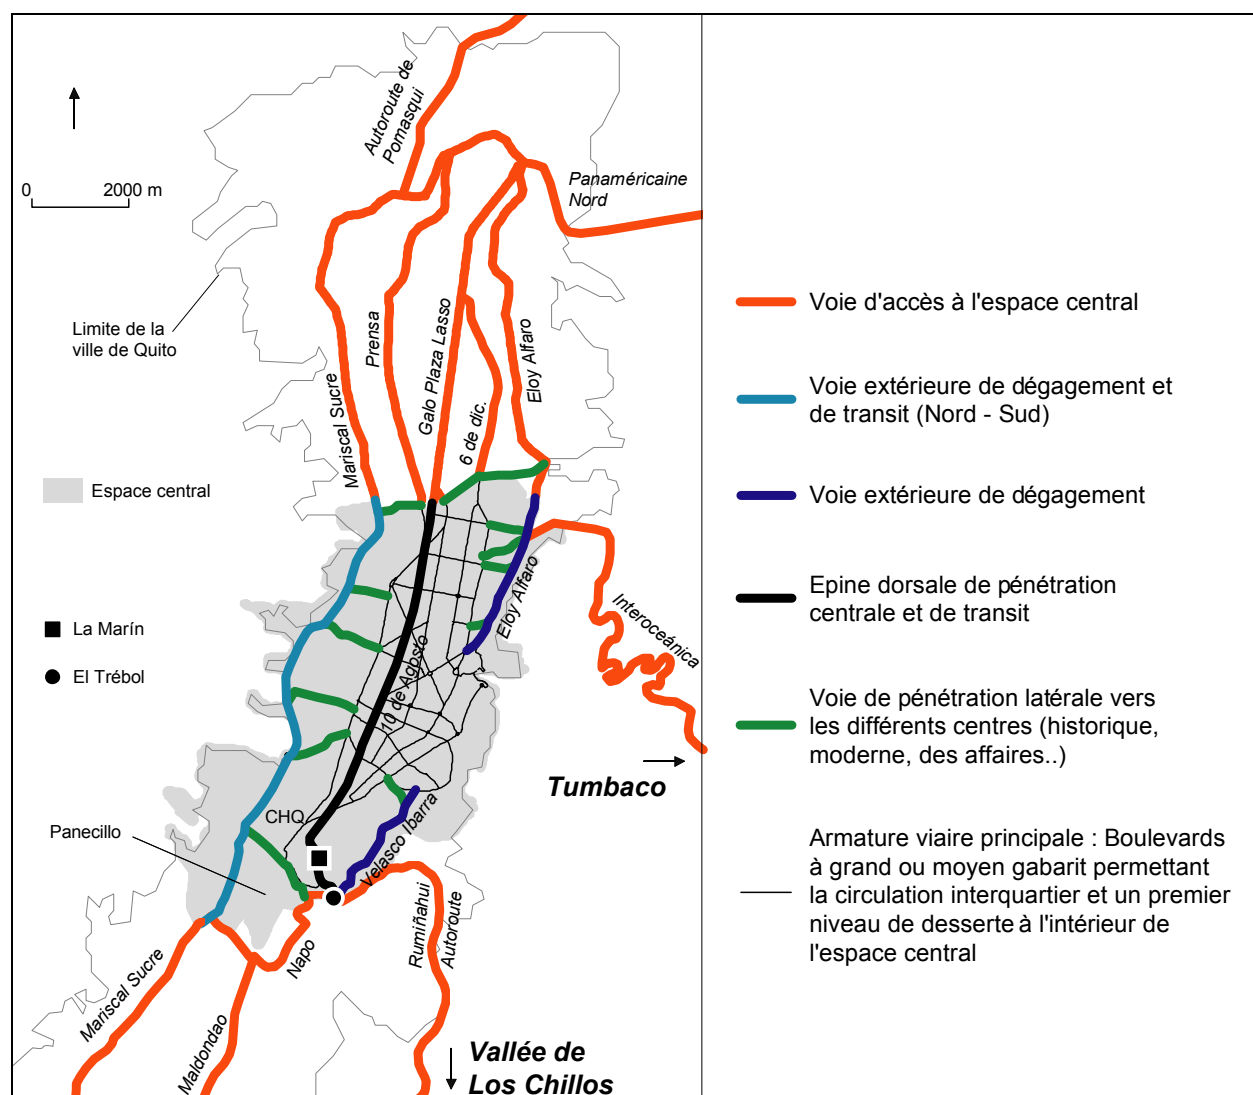 Autoroute de
Pomasqui
0 2000 m
Panaméricaine
Nord
Limite de la
ville de Quito
Prensa
Galo Plaza Lasso
Eloy Alfaro
Mariscal Sucre
6 de dic.
Espace central
La Marín
El Trébol
Eloy Alfaro
Interoceánica
10 de Agosto
Tumbaco
CHQ
Panecillo
Velasco Ibarra
Napo
Rumiñahui
Autoroute
Mariscal Sucre
Maldondao
Vallée de
Los Chillos
Voie d'accès à l'espace central
Voie extérieure de dégagement et
de transit (Nord - Sud)
Voie extérieure de dégagement
Epine dorsale de pénétration
centrale et de transit
Voie de pénétration latérale vers
les différents centres (historique,
moderne, des affaires..)
Armature viaire principale : Boulevards
à grand ou moyen gabarit permettant
la circulation interquartier et un premier
niveau de desserte à l'intérieur de
l'espace central